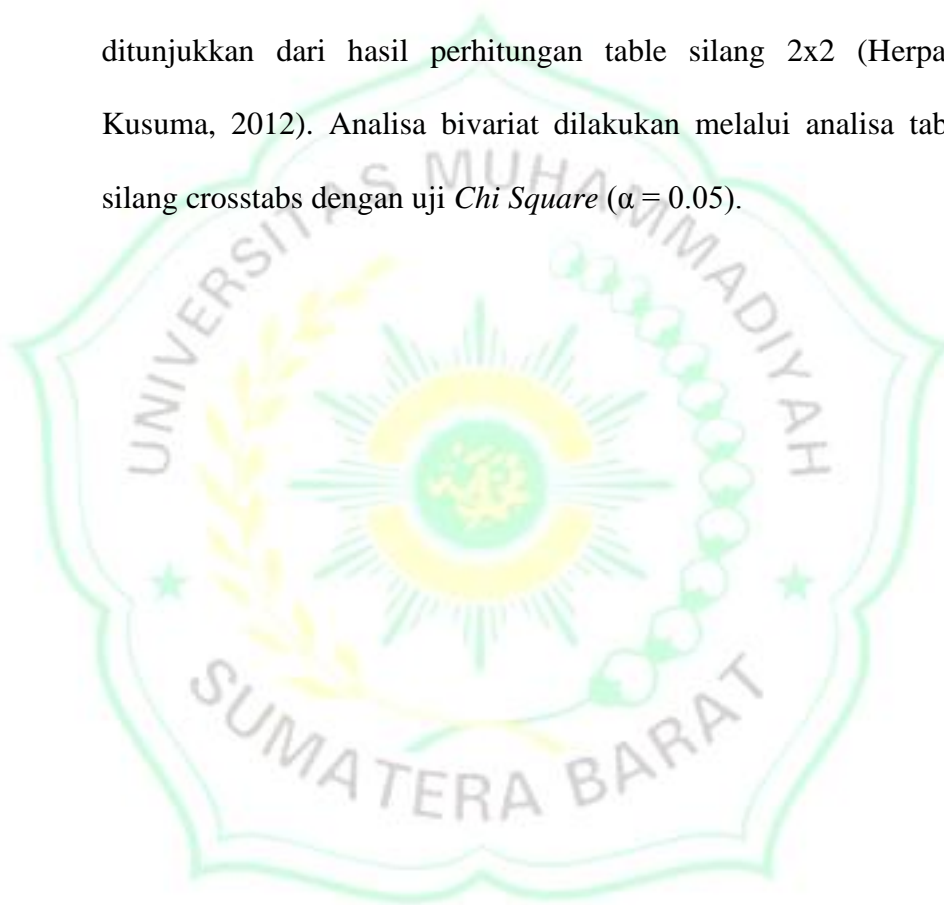 ditunjukkan dari hasil perhitungan table silang 2x2 (Herpa
Kusuma, 2012). Analisa bivariat dilakukan melalui analisa tab
silang crosstabs dengan uji Chi Square (α = 0.05).
UNIVERSITAS MUHAMMADIYAH
SUMATERA BARAT